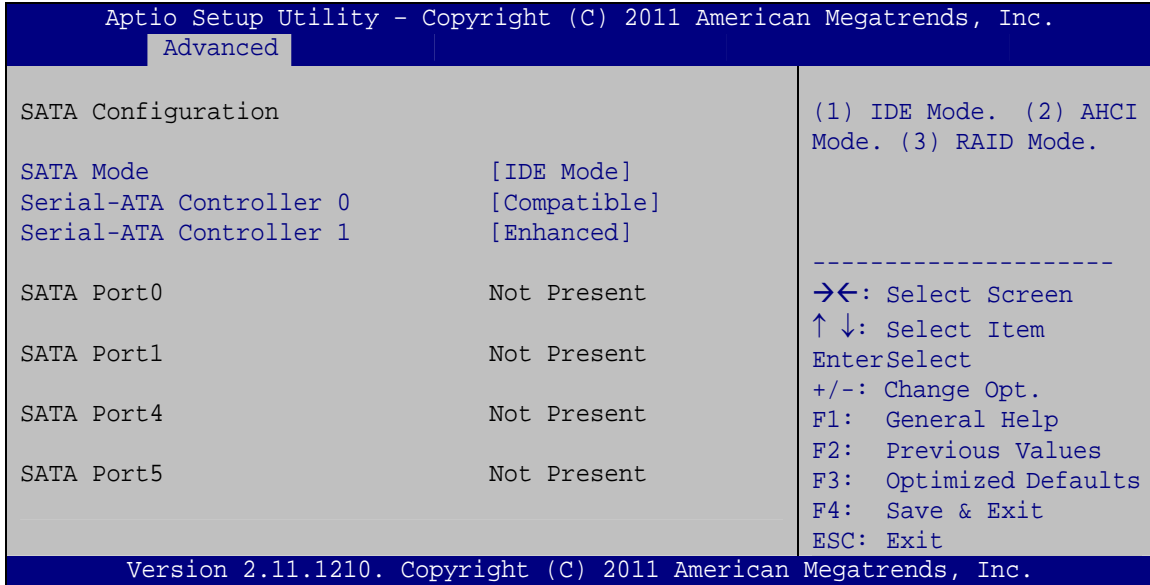 Aptio Setup Utility – Copyright (C) 2011 American Megatrends, Inc.
Advanced
SATA Configuration
SATA Mode [IDE Mode]
Serial-ATA Controller 0 [Compatible]
Serial-ATA Controller 1 [Enhanced]
SATA Port0 Not Present
SATA Port1 Not Present
SATA Port4 Not Present
SATA Port5 Not Present
(1) IDE Mode. (2) AHCI
Mode. (3) RAID Mode.
---------------------
→←: Select Screen
↑ ↓: Select Item
EnterSelect
+/-: Change Opt.
F1: General Help
F2: Previous Values
F3: Optimized Defaults
F4: Save & Exit
ESC: Exit
Version 2.11.1210. Copyright (C) 2011 American Megatrends, Inc.